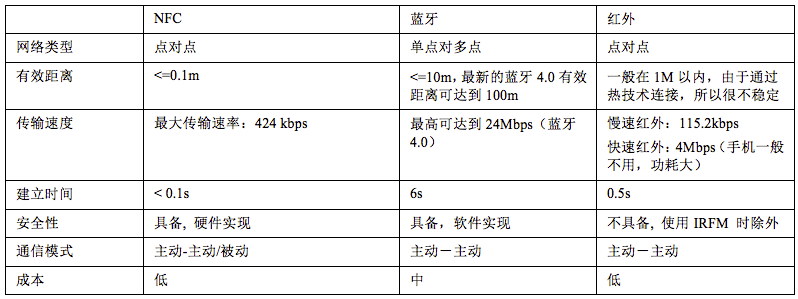 NFC 蓝牙 红外
网络类型 点对点 单点对多点 点对点
有效距离 <=0.1m <=10m，最新的蓝牙 4.0 有效 一般在 1M 以内，由于通过
距离可达到 100m 热技术连接，所以很不稳定
传输速度 最大传输速率：424 kbps 最高可达到 24Mbps（蓝牙 慢速红外：115.2kbps
4.0） 快速红外：4Mbps（手机一般
不用，功耗大）
建立时间 < 0.1s 6s 0.5s
安全性 具备, 硬件实现 具备，软件实现 不具备, 使用 IRFM 时除外
通信模式 主动-主动/被动 主动－主动 主动－主动
成本 低 中 低